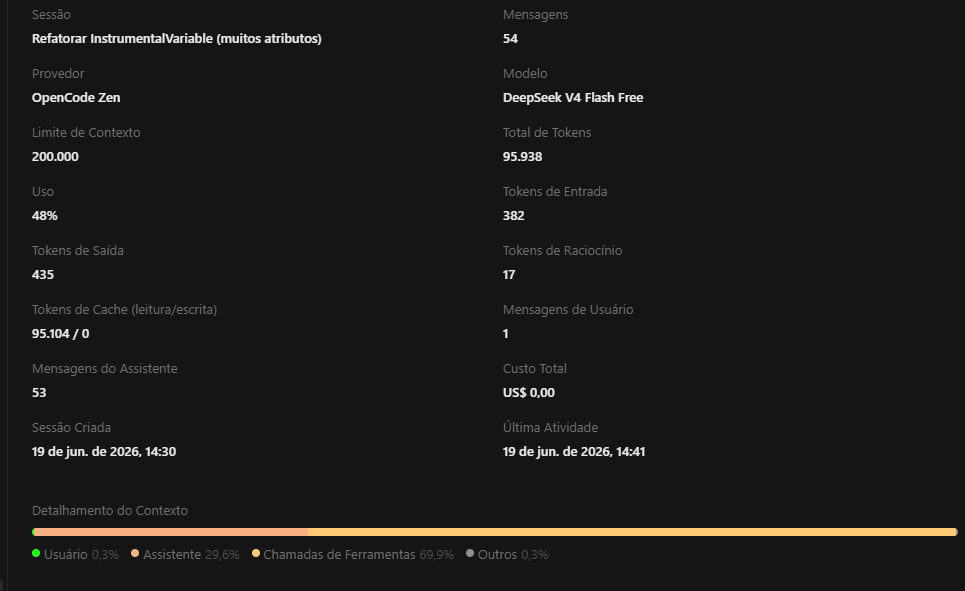 Sessão
Mensagens
Refatorar InstrumentalVariable (muitos atributos)
54
Provedor
Modelo
OpenCode Zen
DeepSeek V4 Flash Free
Limite de Contexto
Total de Tokens
200.000
95.938
Uso
Tokens de Entrada
48%
382
Tokens de Saída
Tokens de Raciocínio
435
17
Tokens de Cache (leitura/escrita)
Mensagens de Usuário
95.104 / 0
1
Mensagens do Assistente
Custo Total
53
US$ 0,00
Sessão Criada
Última Atividade
19 de jun. de 2026, 14:30
19 de jun. de 2026, 14:41
Detalhamento do Contexto
Usuário 0,3% Assistente 29,6% Chamadas de Ferramentas 69,9% Outros 0,3%